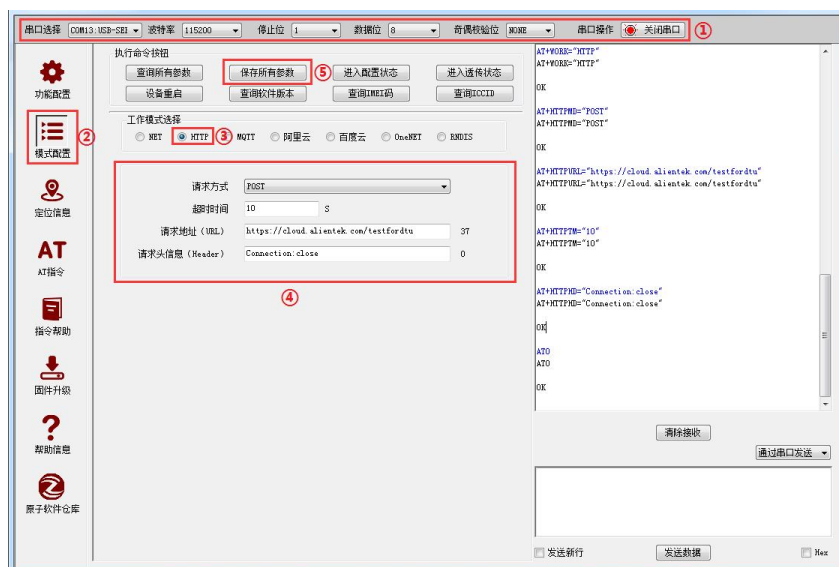 串口选择 COM13:USB-SEI 波特率 115200 停止位 1 数据位 8 奇偶校验位 NONE 串口操作 关闭串口 ①
功能配置
模式配置 ②
定位信息
AT
AT指令
指令帮助
固件升级
?
帮助信息
原子软件仓库
执行命令按钮
查询所有参数 保存所有参数 ⑤ 进入配置状态 进入透传状态
设备重启 查询软件版本 查询IMEI码 查询ICCID
工作模式选择
NET HTTP ③ MQTT 阿里云 百度云 OneNET RNDIS
请求方式 POST
超时时间 10 S
请求地址（URL） https://cloud.alientek.com/testfordtu 37
请求头信息（Header） Connection:close 0
④
AT+WORK="HTTP"
AT+WORK="HTTP"
OK
AT+HTTPMD="POST"
AT+HTTPMD="POST"
OK
AT+HTTPURL="https://cloud.alientek.com/testfordtu"
AT+HTTPURL="https://cloud.alientek.com/testfordtu"
OK
AT+HTTPTM="10"
AT+HTTPTM="10"
OK
AT+HTTPHD="Connection:close"
AT+HTTPHD="Connection:close"
OK
ATO
ATO
OK
清除接收
通过串口发送
发送新行 发送数据 Hex